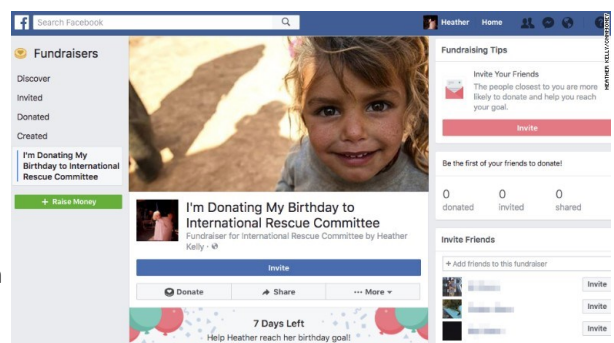 f Search Facebook
Heather Home
Fundraisers
Discover
Invited
Donated
Created
I'm Donating My
Birthday to International
Rescue Committee
+ Raise Money
I'm Donating My Birthday to
International Rescue Committee
Fundraiser for International Rescue Committee by Heather
Kelly ·
Invite
Donate
Share
··· More
7 Days Left
Help Heather reach her birthday goal!
Fundraising Tips
Invite Your Friends
The people closest to you are more
likely to donate and help you reach
your goal.
Invite
Be the first of your friends to donate!
0 0 0
donated invited shared
Invite Friends
+ Add friends to this fundraiser
Invite
Invite
Invite
HEATHER KELLY/CNNMONEY